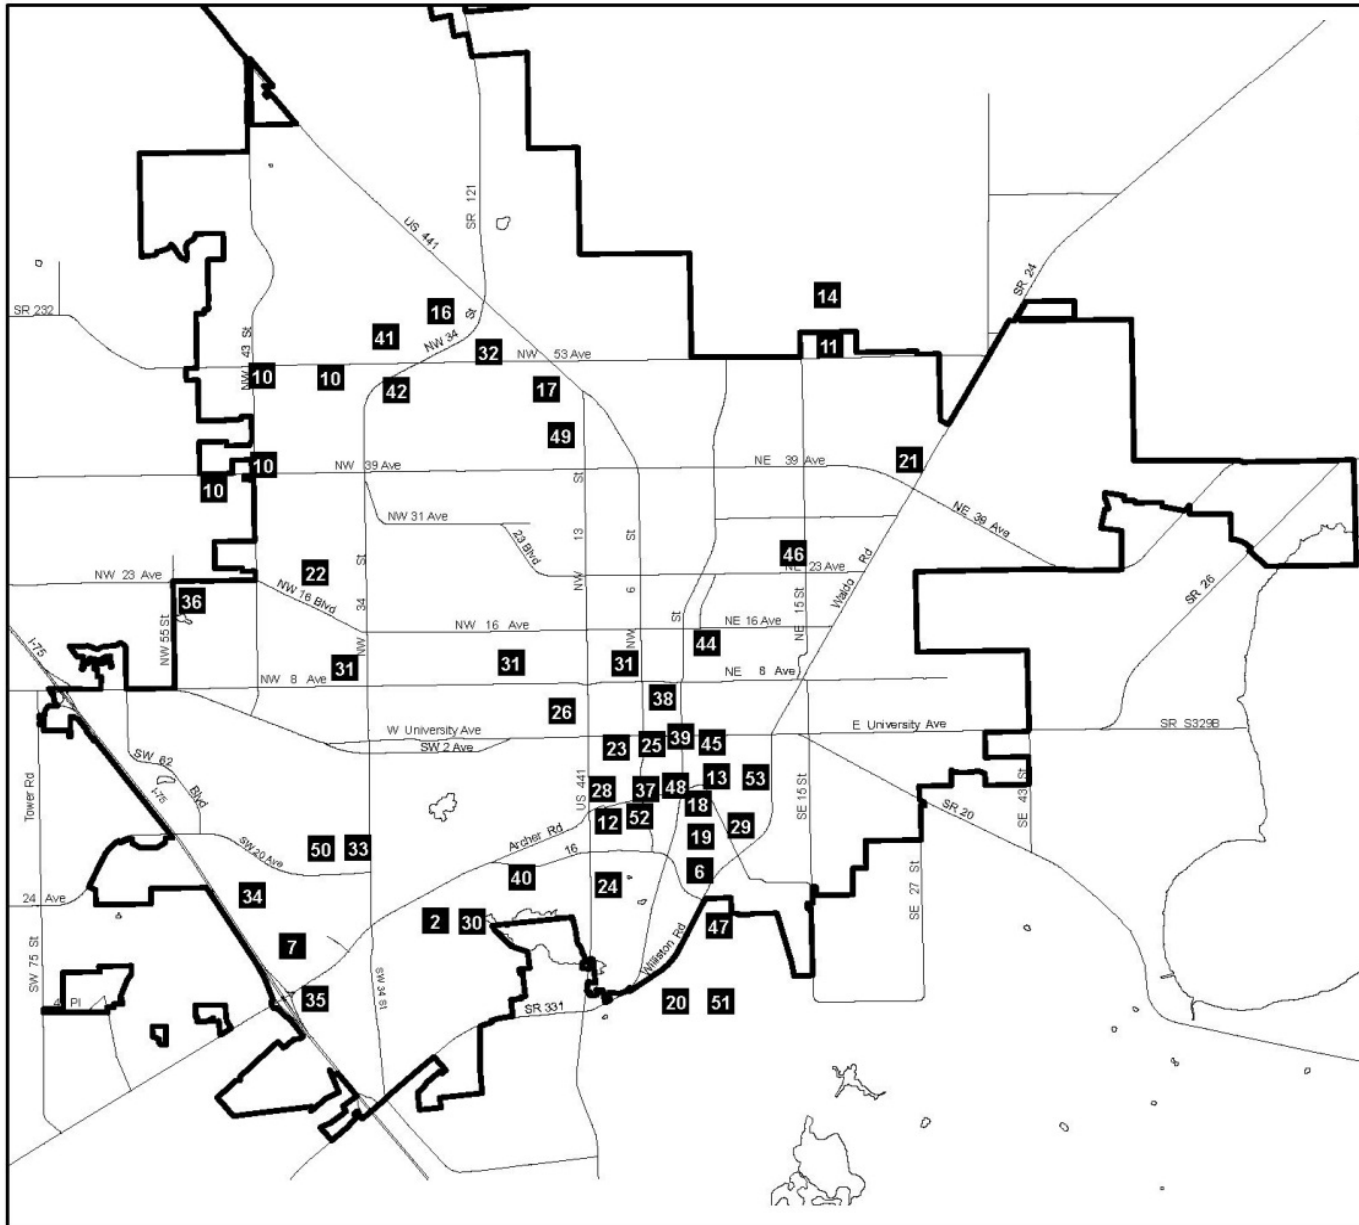 SR 121
US 441
SR 24
14
SR 232
16
NW 43 St
41
NW 34 St
11
32
NW 53 Ave
10
10
42
17
49
10
NW 39 Ave
NE 39 Ave
21
10
NW 31 Ave
NE 39 Ave
23 Blvd
NW 13 St
NW 6 St
St
46
NW 23 Ave
22
NE 23 Ave
NW 16 Blvd
NE 15 St
Waldo Rd
SR 26
36
NW 34 St
NW 55 St
NW 16 Ave
NE 16 Ave
I-75
44
31
31
31
NW 8 Ave
NE 8 Ave
38
26
W University Ave
E University Ave
SR S329B
39
SW 2 Ave
23
25
45
SW 62 Blvd
Tower Rd
I-75
US 441
28
37
48
13
53
SE 15 St
SE 43 St
18
SR 20
12
52
29
Archer Rd
19
50
33
SW 20 Ave
16
40
6
24
SE 27 St
34
24 Ave
2
30
47
Williston Rd
7
SW 75 St
SW 34 St
35
20
51
SR 331
Pl